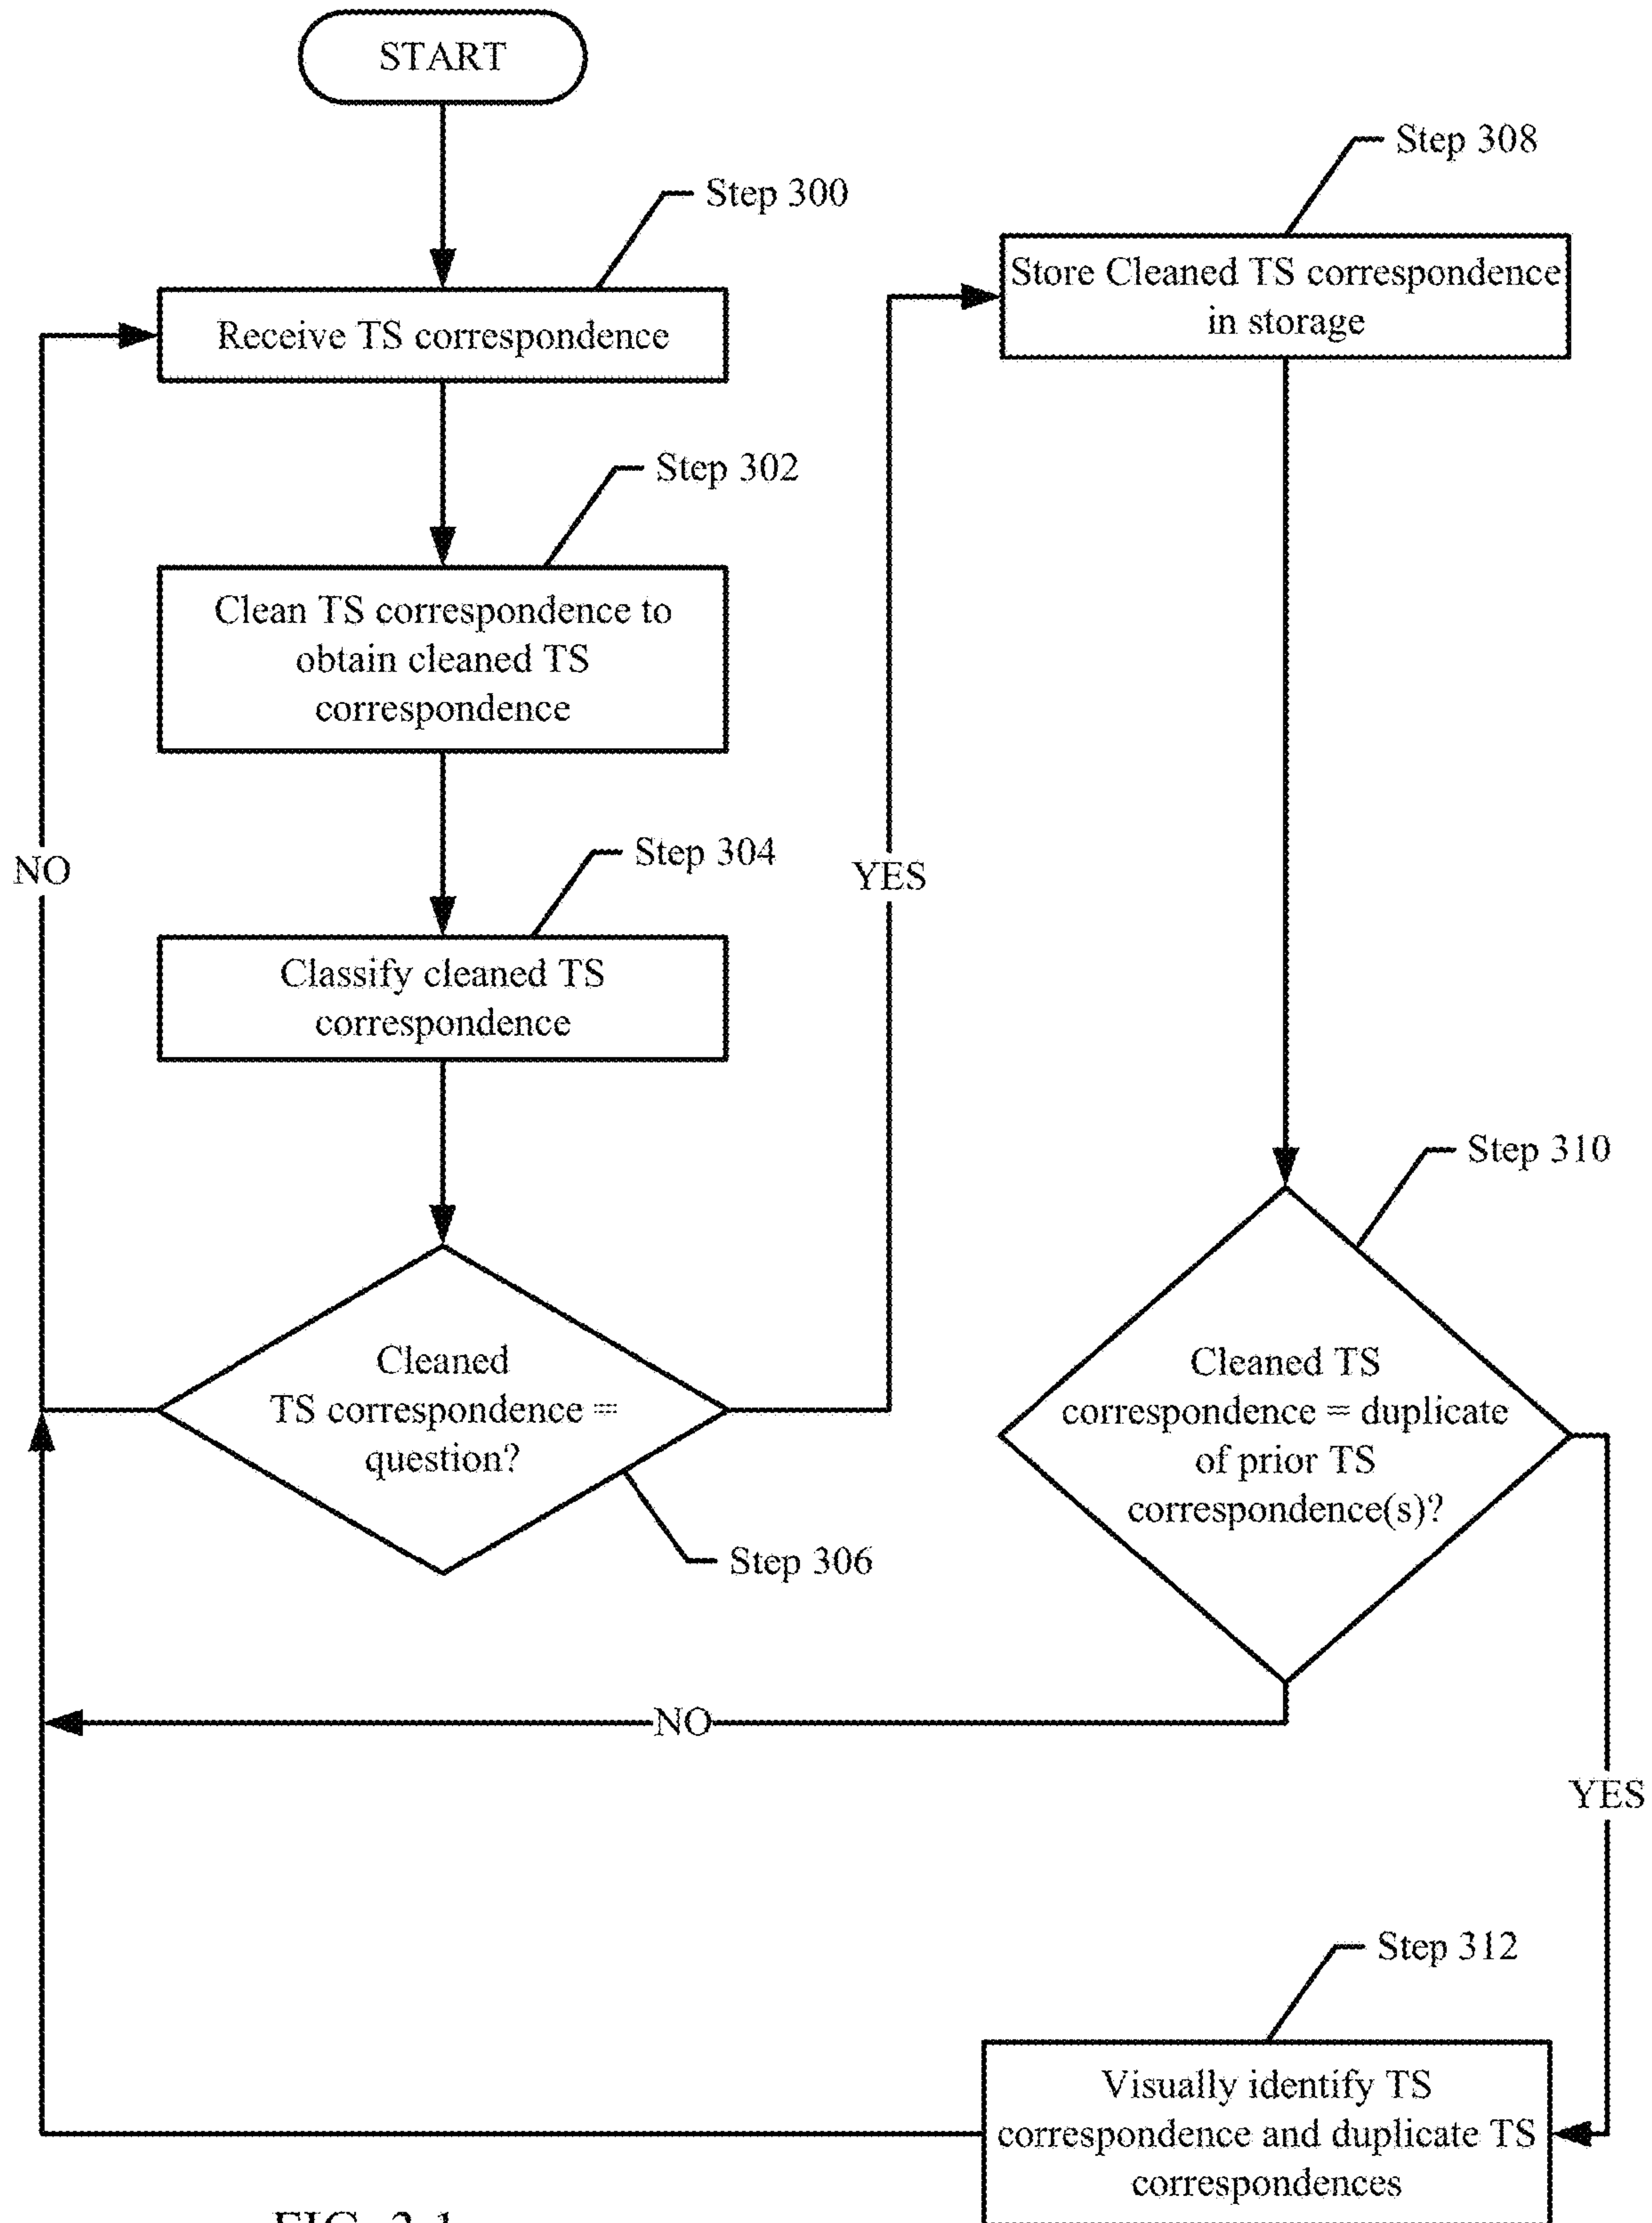 START
Step 300
Receive TS correspondence
Step 302
Clean TS correspondence to
obtain cleaned TS
correspondence
NO
Step 304
Classify cleaned TS
correspondence
Cleaned
TS correspondence =
question?
Step 306
YES
Step 308
Store Cleaned TS correspondence
in storage
Step 310
Cleaned TS
correspondence = duplicate
of prior TS
correspondence(s)?
NO
YES
Step 312
Visually identify TS
correspondence and duplicate TS
correspondences